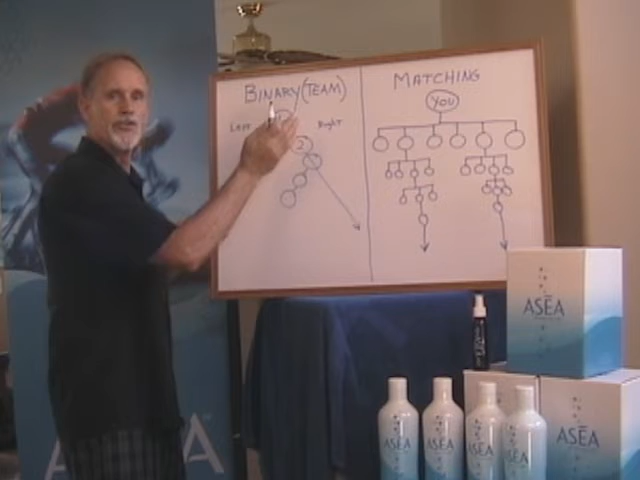 BINARY (TEAM)
LEFT
Right
2
MATCHING
YOU
ASEA
ASEA
ASEA
ASEA
ASEA
ASEA